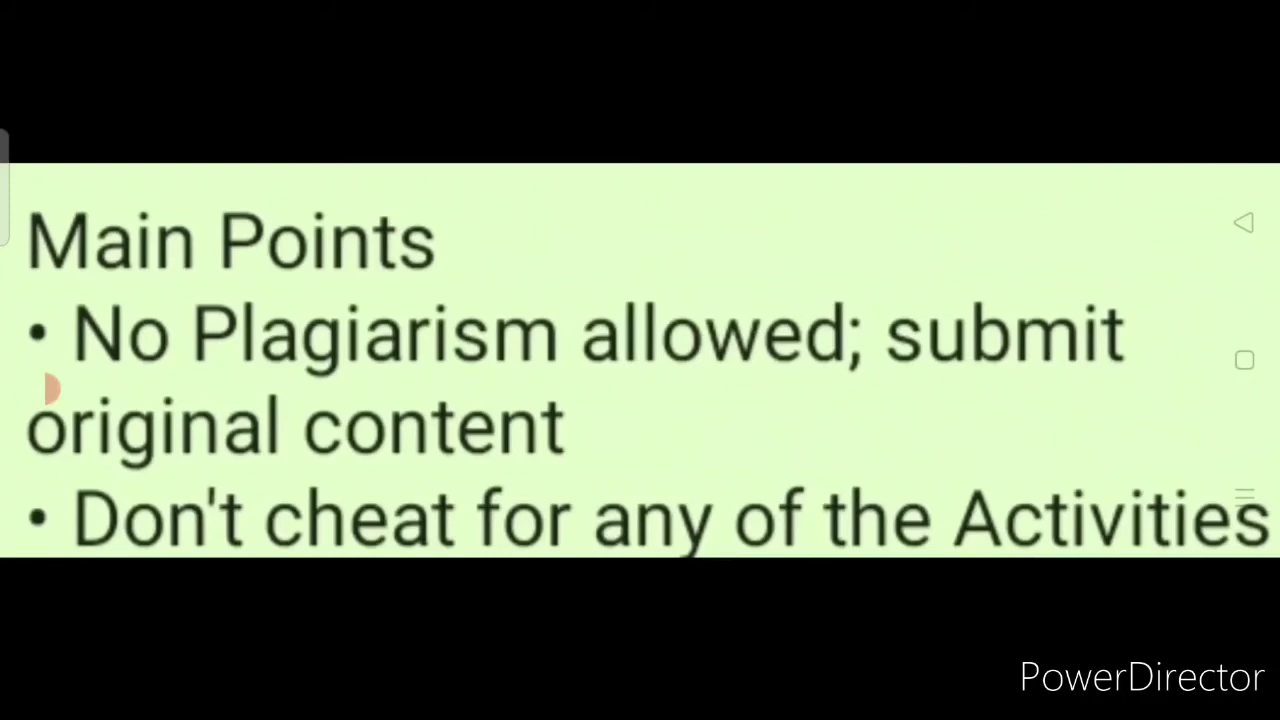 Main Points
• No Plagiarism allowed; submit
original content
• Don't cheat for any of the Activities
PowerDirector